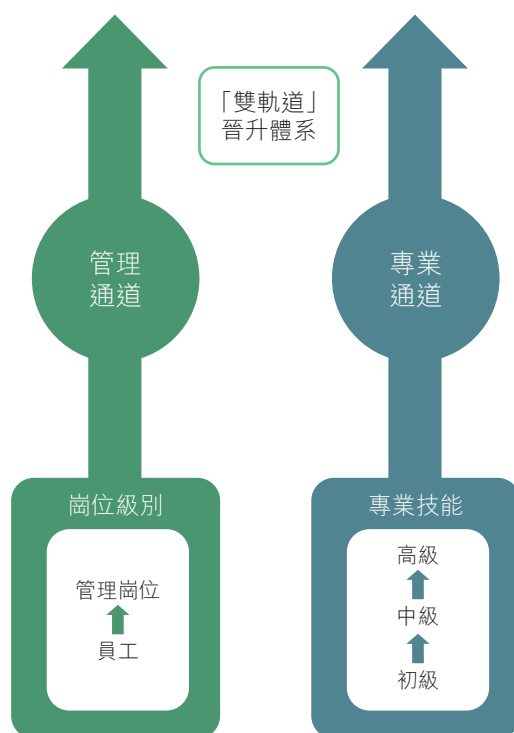 「雙軌道」
晉升體系
管理
通道
專業
通道
崗位級別
管理崗位
員工
專業技能
高級
中級
初級